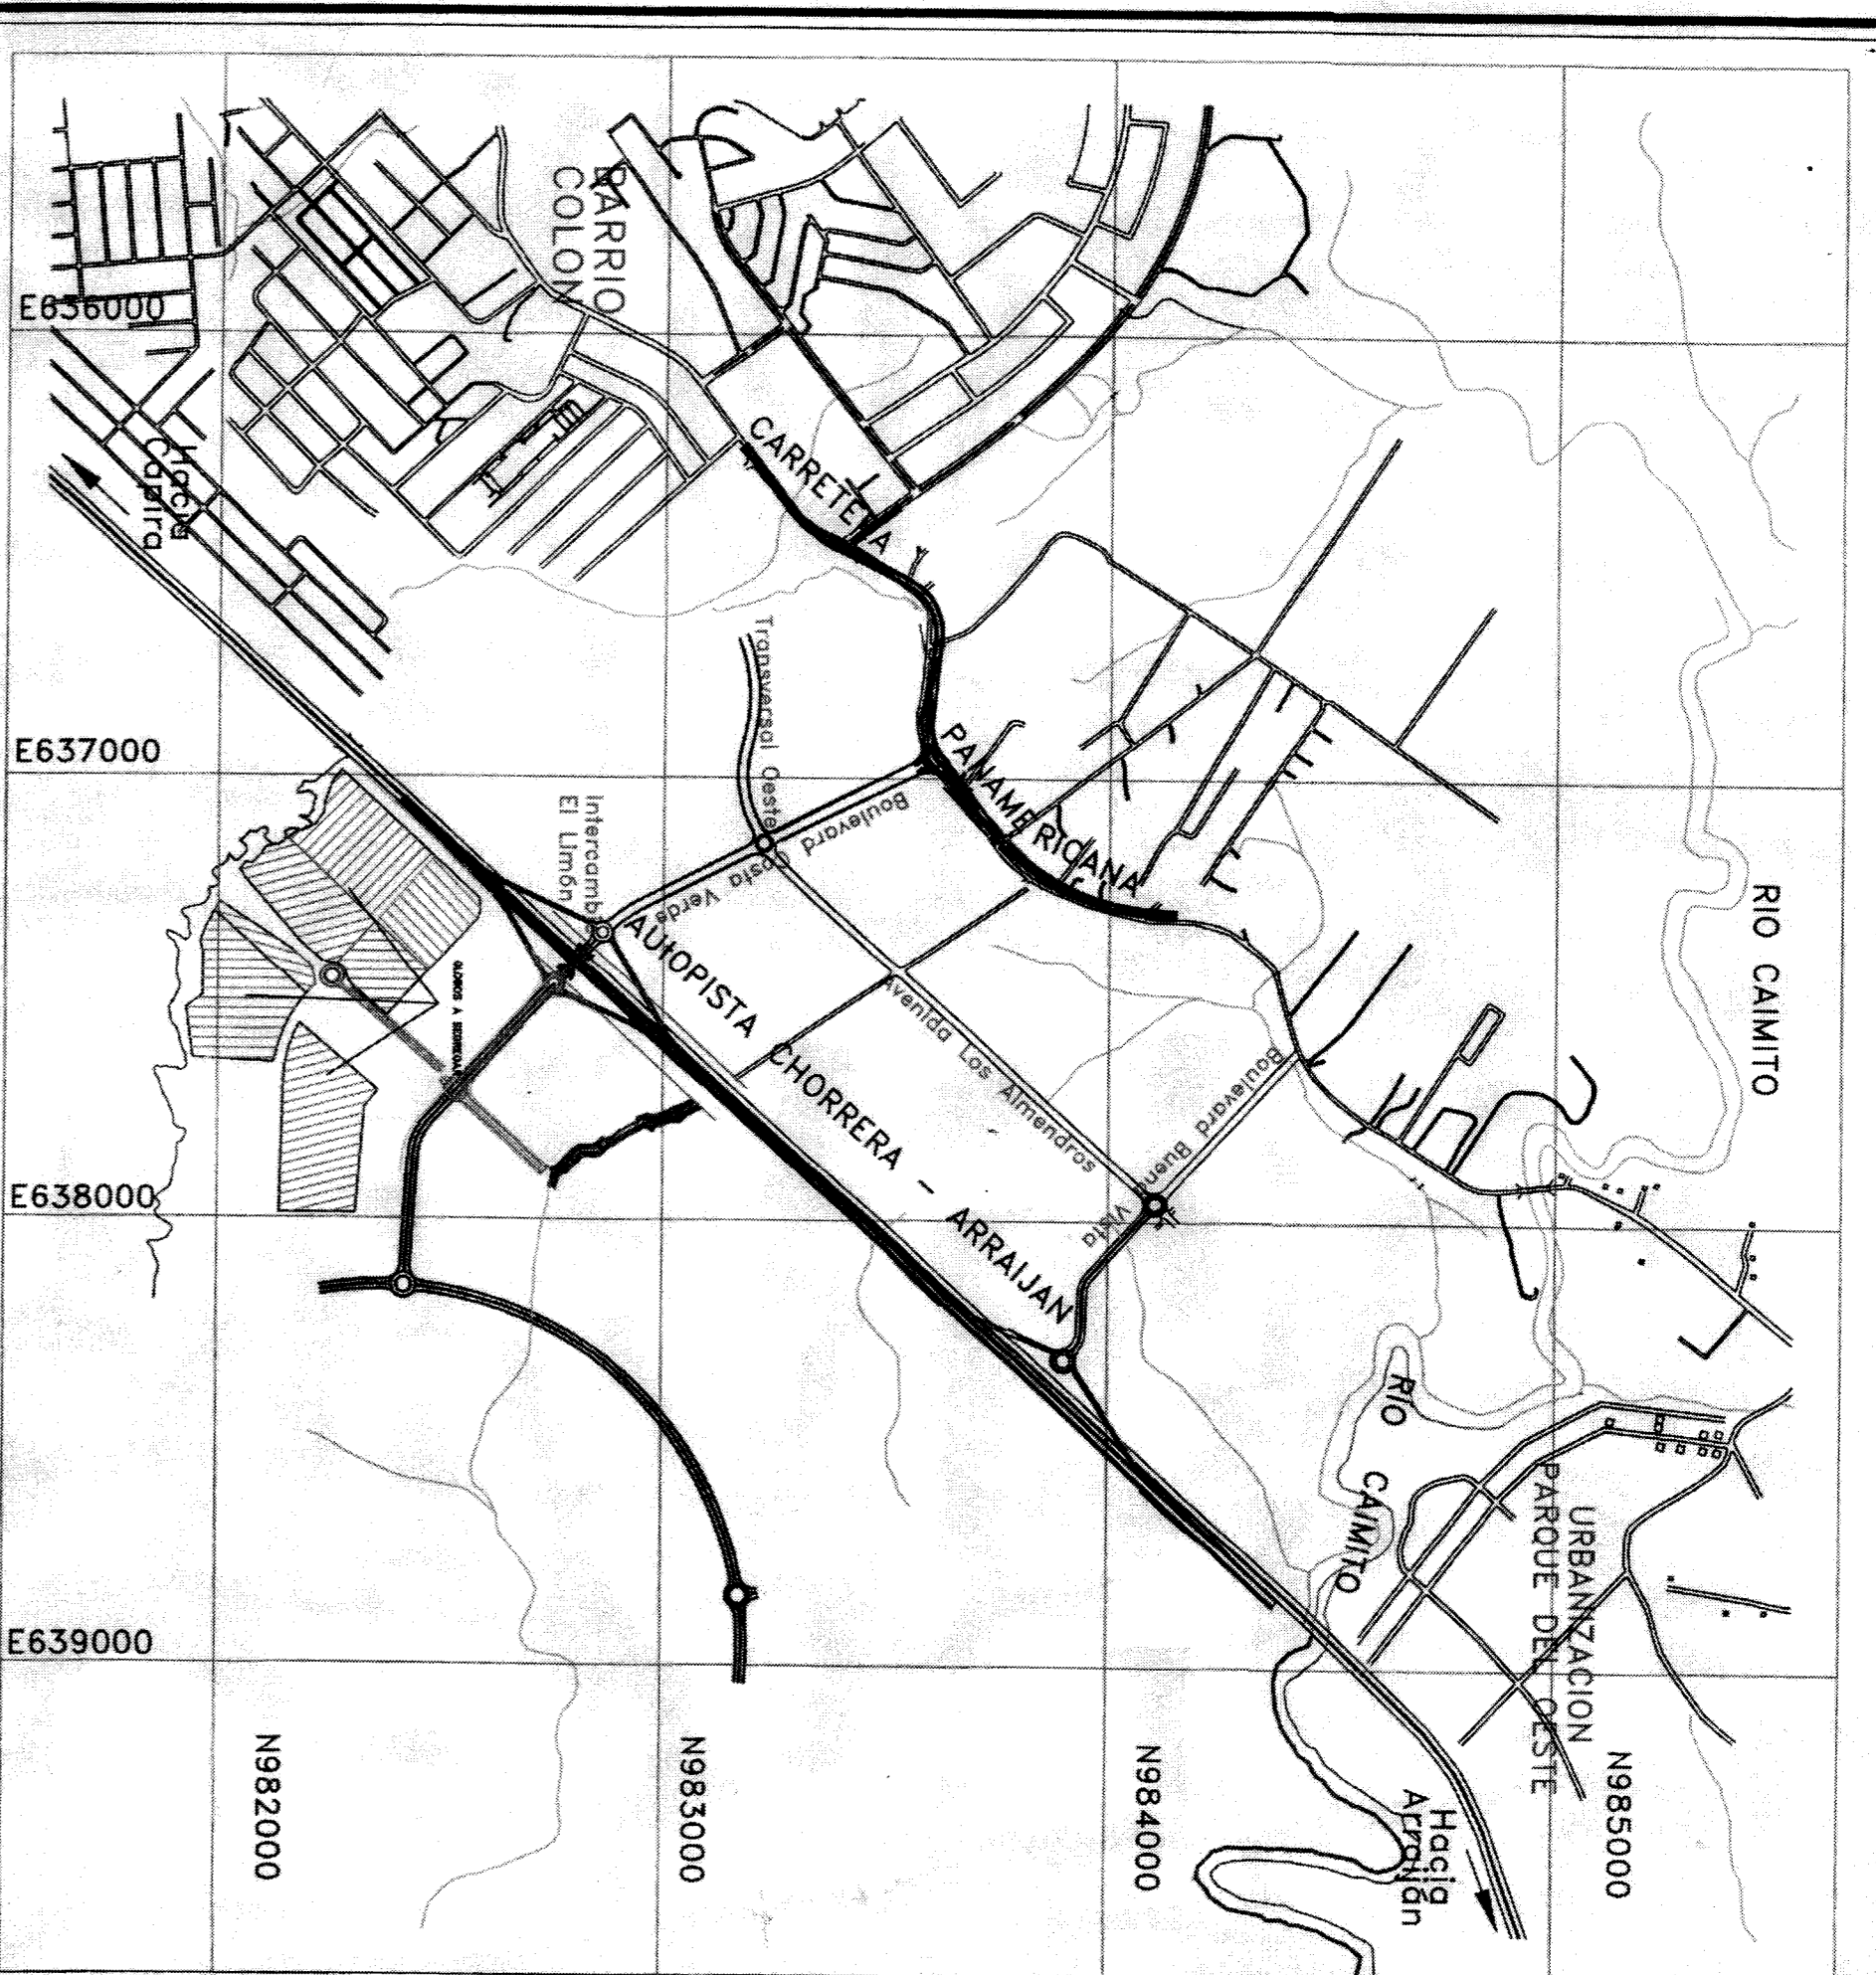 BARRIO
COLON
E636000
CARRETERA
Hacia
Capira
Transversal Oeste
E637000
PANAMERICANA
Boulevard Costa Verde
Intercambio
El Limón
RIO CAIMITO
AUTOPISTA CHORRERA - ARRAIJAN
Avenida Los Almendros
Boulevard Buena Vista
E638000
RIO CAIMITO
URBANIZACION
PARQUE DEL OESTE
E639000
N982000
N983000
N984000
N985000
Hacia
Arraiján